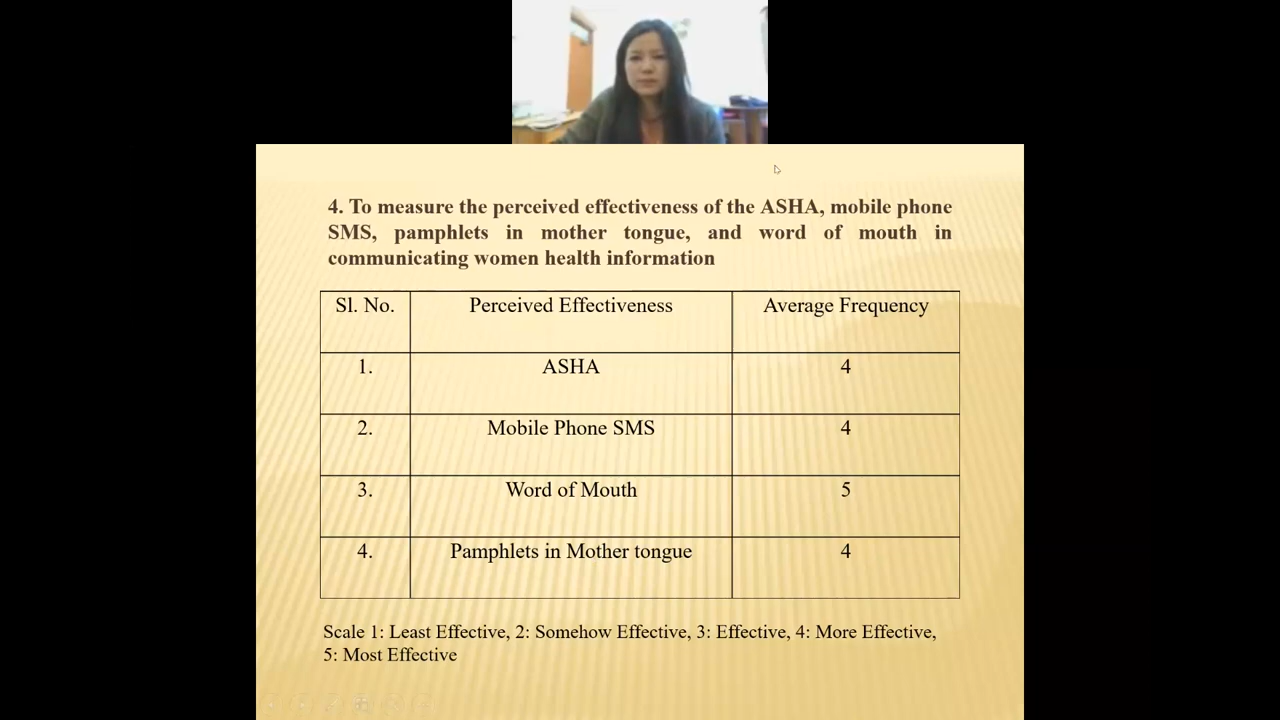 4. To measure the perceived effectiveness of the ASHA, mobile phone
SMS, pamphlets in mother tongue, and word of mouth in
communicating women health information
Sl. No. Perceived Effectiveness Average Frequency
1. ASHA 4
2. Mobile Phone SMS 4
3. Word of Mouth 5
4. Pamphlets in Mother tongue 4
Scale 1: Least Effective, 2: Somehow Effective, 3: Effective, 4: More Effective,
5: Most Effective